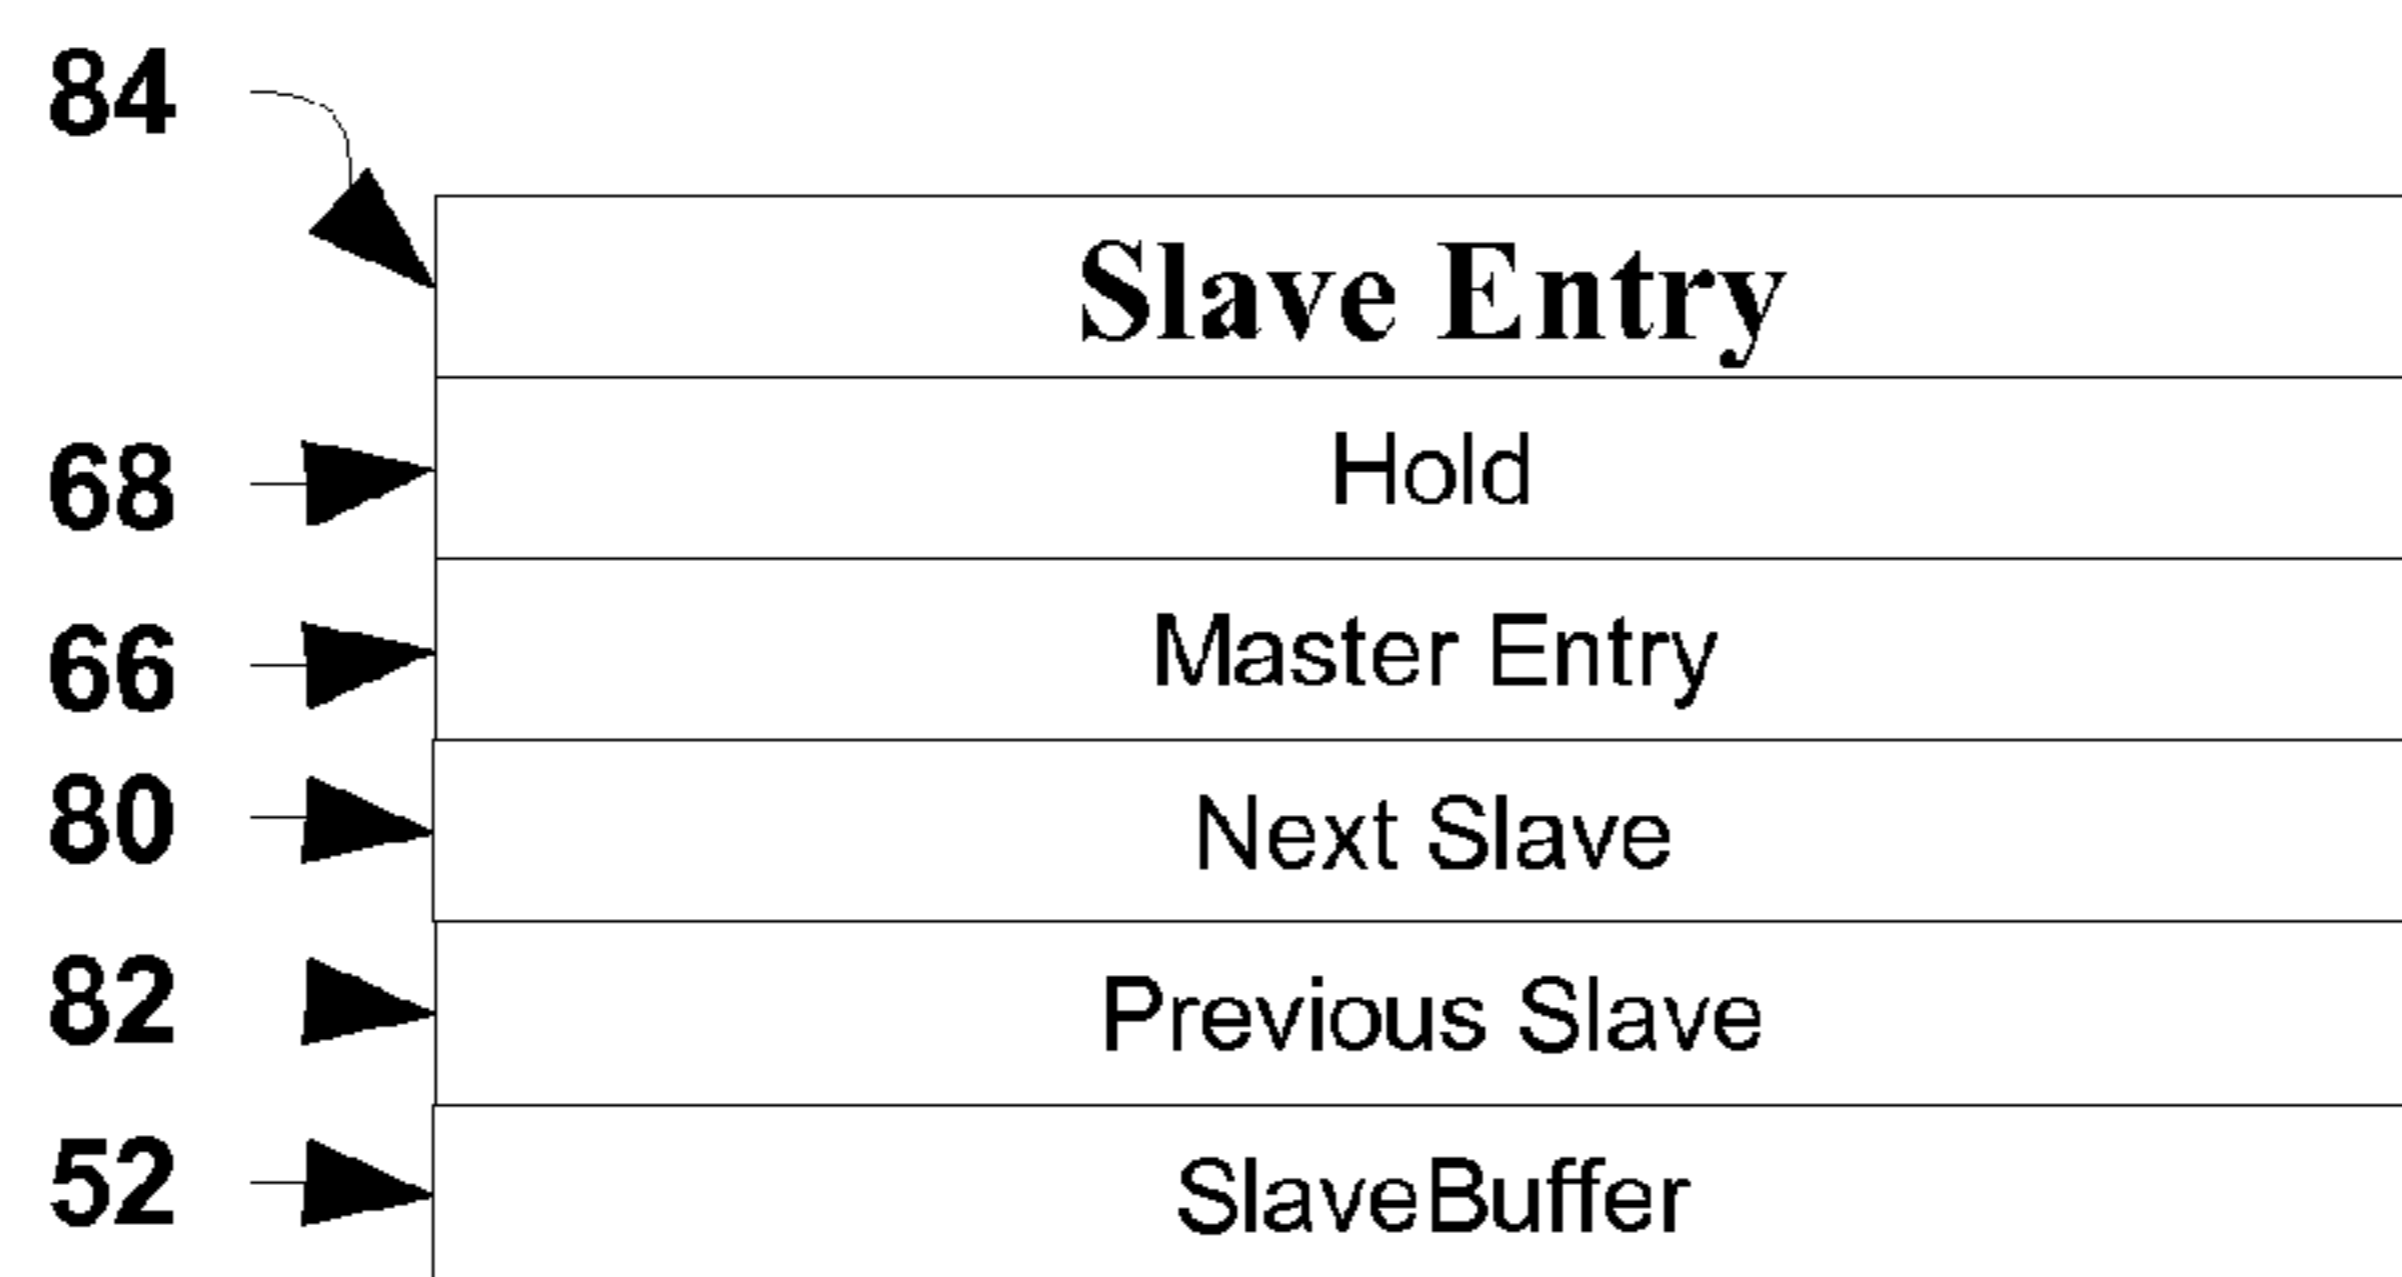 84
Slave Entry
68 Hold
66 Master Entry
80 Next Slave
82 Previous Slave
52 SlaveBuffer